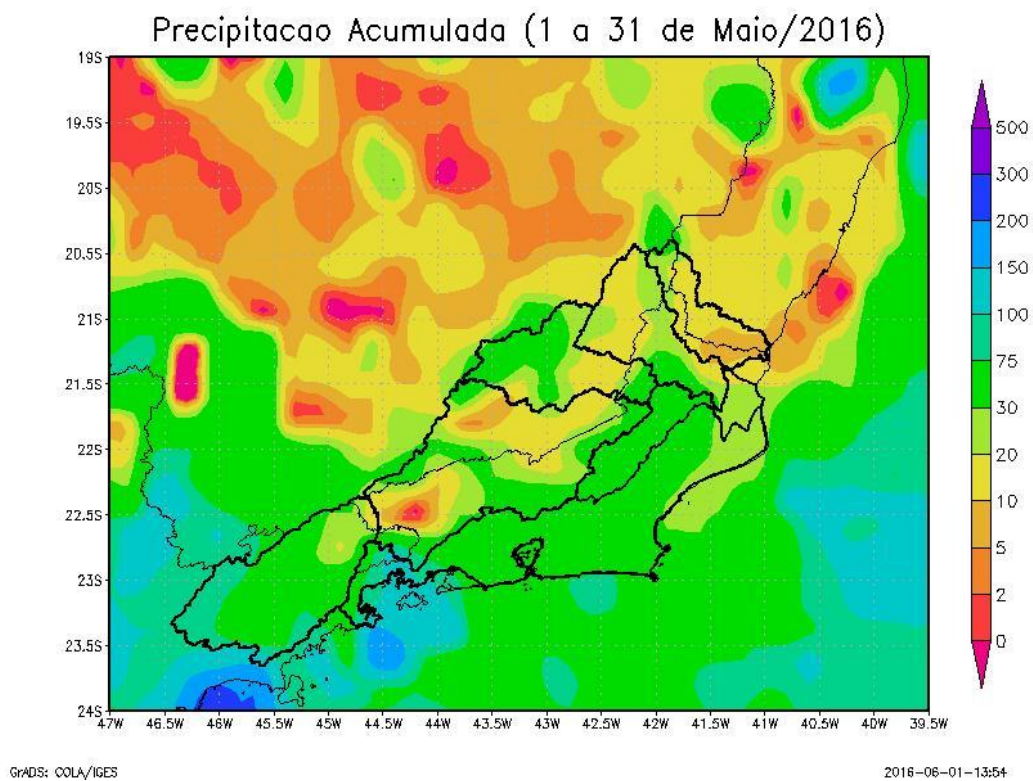 Precipitacao Acumulada (1 a 31 de Maio/2016)
19S
19.5S
20S
20.5S
21S
21.5S
22S
22.5S
23S
23.5S
24S
47W 46.5W 46W 45.5W 45W 44.5W 44W 43.5W 43W 42.5W 42W 41.5W 41W 40.5W 40W 39.5W
500
300
200
150
100
75
30
20
10
5
2
0
GrADS: COLA/IGES 2016-06-01-13:54